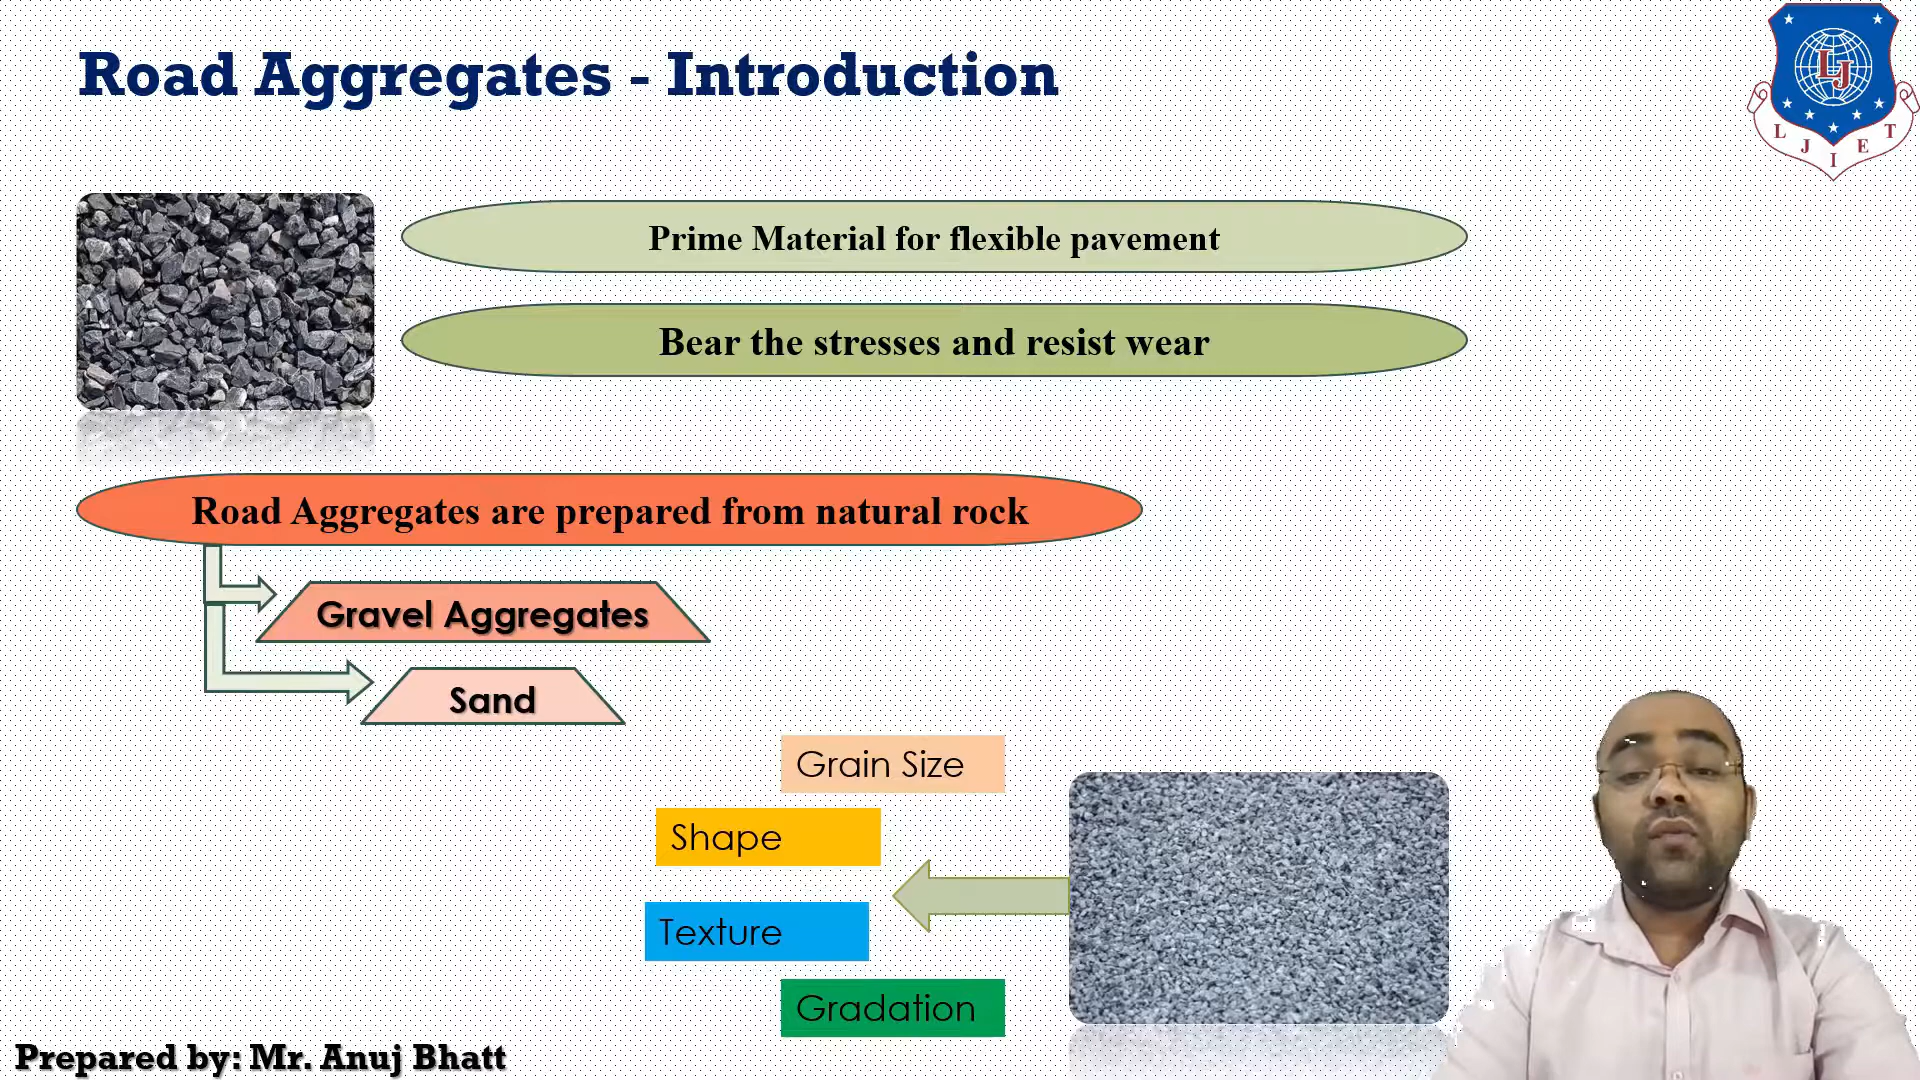 Road Aggregates - Introduction
LJ
L J I E T
Prime Material for flexible pavement
Bear the stresses and resist wear
Road Aggregates are prepared from natural rock
Gravel Aggregates
Sand
Grain Size
Shape
Texture
Gradation
Prepared by: Mr. Anuj Bhatt